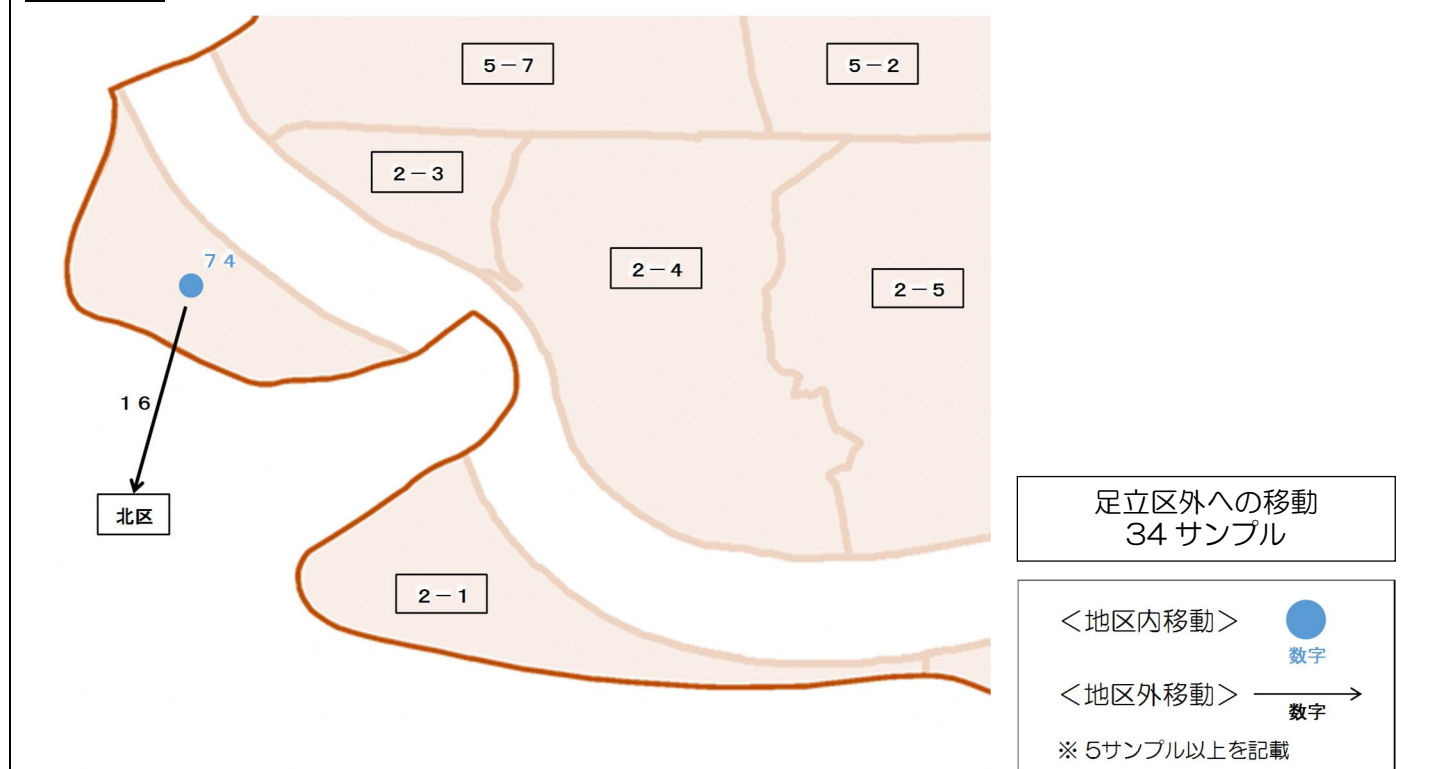 ５－７
５－２
２－３
７４
２－４
２－５
１６
北区
２－１
足立区外への移動
34 サンプル
＜地区内移動＞
数字
＜地区外移動＞
数字
※ 5サンプル以上を記載